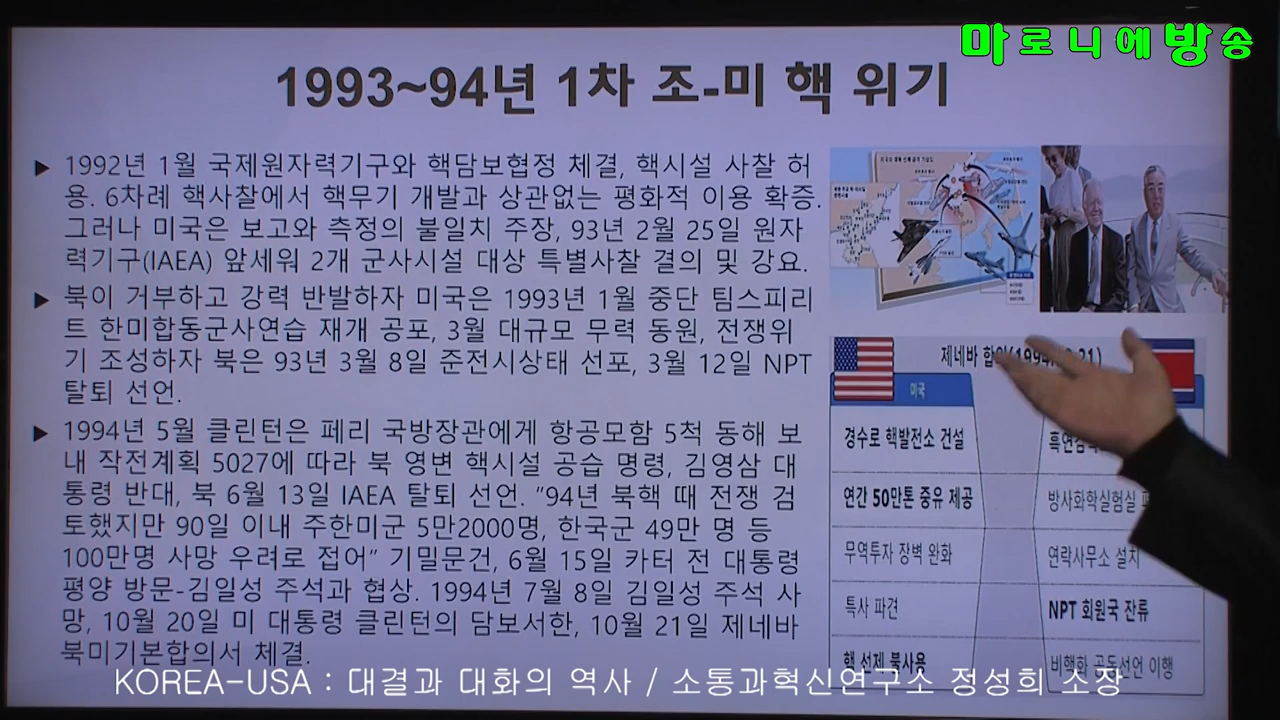 마로니에방송
1993~94년 1차 조-미 핵 위기
▶ 1992년 1월 국제원자력기구와 핵담보협정 체결, 핵시설 사찰 허
용. 6차례 핵사찰에서 핵무기 개발과 상관없는 평화적 이용 확증.
그러나 미국은 보고와 측정의 불일치 주장, 93년 2월 25일 원자
력기구(IAEA) 앞세워 2개 군사시설 대상 특별사찰 결의 및 강요.
▶ 북이 거부하고 강력 반발하자 미국은 1993년 1월 중단 팀스피리
트 한미합동군사연습 재개 공포, 3월 대규모 무력 동원, 전쟁위
기 조성하자 북은 93년 3월 8일 준전시상태 선포, 3월 12일 NPT
탈퇴 선언.
▶ 1994년 5월 클린턴은 페리 국방장관에게 항공모함 5척 동해 보
내 작전계획 5027에 따라 북 영변 핵시설 공습 명령, 김영삼 대
통령 반대, 북 6월 13일 IAEA 탈퇴 선언. "94년 북핵 때 전쟁 검
토했지만 90일 이내 주한미군 5만2000명, 한국군 49만 명 등
100만명 사망 우려로 접어" 기밀문건, 6월 15일 카터 전 대통령
평양 방문-김일성 주석과 협상. 1994년 7월 8일 김일성 주석 사
망, 10월 20일 미 대통령 클린턴의 담보서한, 10월 21일 제네바
북미기본합의서 체결.
제네바
미국
경수로 핵발전소 건설
연간 50만톤 중유 제공
방사화학실험실
무역투자 장벽 완화
연락사무소 설치
특사 파견
NPT 회원국 잔류
핵 선제 불사용
비핵화 공동선언 이행
KOREA-USA : 대결과 대화의 역사 / 소통과혁신연구소 정성희 소장